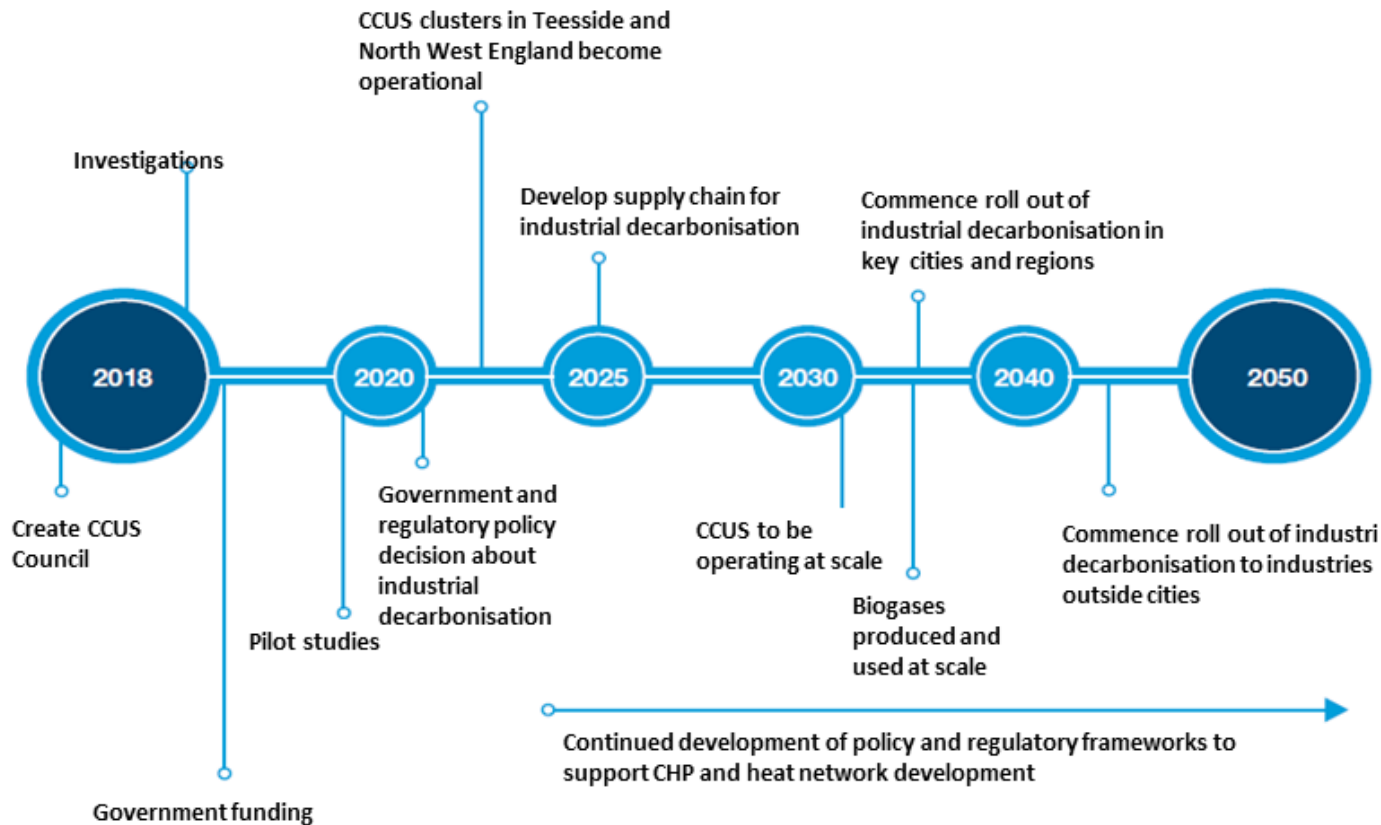 CCUS clusters in Teesside and
North West England become
operational
Investigations
Develop supply chain for
industrial decarbonisation
Commence roll out of
industrial decarbonisation in
key cities and regions
2018
2020
2025
2030
2040
2050
Create CCUS
Council
Government and
regulatory policy
decision about
industrial
decarbonisation
Pilot studies
CCUS to be
operating at scale
Biogases
produced and
used at scale
Commence roll out of industri
decarbonisation to industries
outside cities
Continued development of policy and regulatory frameworks to
support CHP and heat network development
Government funding